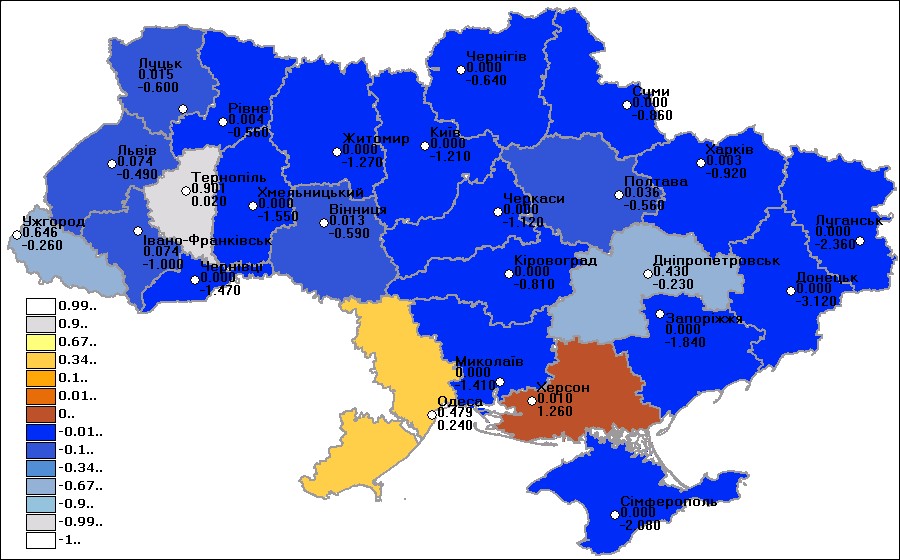 Чернігів
0.000
-0.640
Луцьк
0.015
-0.600
Суми
0.000
-0.860
Рівне
0.004
-0.560
Житомир
0.000
-1.270
Київ
0.000
-1.210
Харків
0.003
-0.920
Львів
0.074
-0.490
Тернопіль
0.901
0.020
Хмельницький
0.000
-1.550
Вінниця
0.013
-0.590
Черкаси
0.000
-1.120
Полтава
0.036
-0.560
Ужгород
0.646
-0.260
Івано-Франківськ
0.074
-1.000
Луганськ
0.000
-2.360
Чернівці
0.000
-1.470
Кіровоград
0.000
-0.810
Дніпропетровськ
0.430
-0.230
Донецьк
0.000
-3.120
Запоріжжя
0.000
-1.840
Миколаїв
0.000
-1.410
Херсон
0.010
1.260
Одеса
0.479
0.240
Сімферополь
0.000
-2.080
0.99..
0.9..
0.67..
0.34..
0.1..
0.01..
0..
-0.01..
-0.1..
-0.34..
-0.67..
-0.9..
-0.99..
-1..